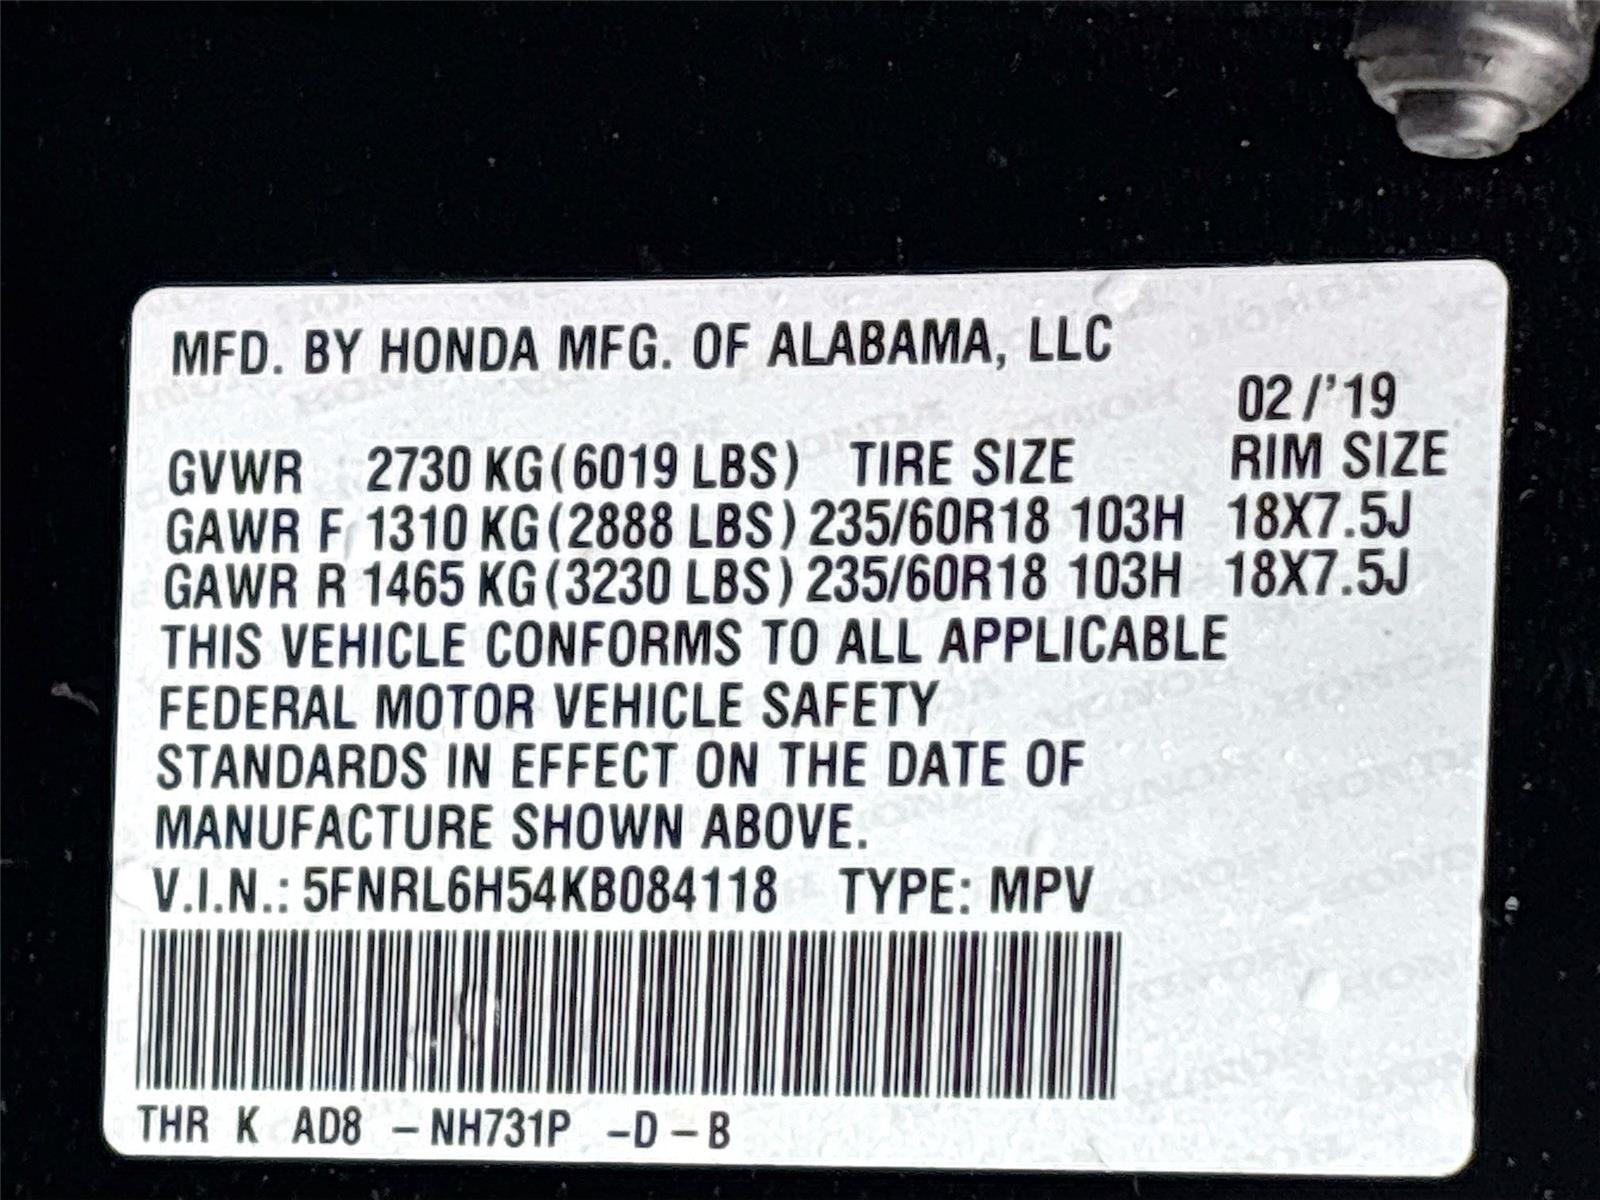 MFD. BY HONDA MFG. OF ALABAMA, LLC
02/'19
GVWR 2730 KG (6019 LBS) TIRE SIZE RIM SIZE
GAWR F 1310 KG (2888 LBS) 235/60R18 103H 18X7.5J
GAWR R 1465 KG (3230 LBS) 235/60R18 103H 18X7.5J
THIS VEHICLE CONFORMS TO ALL APPLICABLE
FEDERAL MOTOR VEHICLE SAFETY
STANDARDS IN EFFECT ON THE DATE OF
MANUFACTURE SHOWN ABOVE.
V.I.N.: 5FNRL6H54KB084118 TYPE: MPV
THR K AD8 -NH731P -D-B